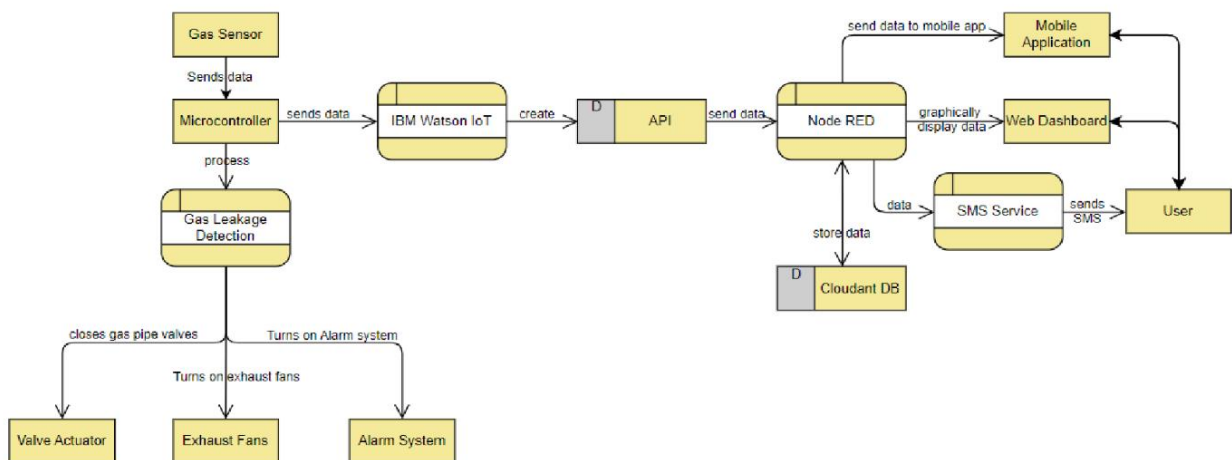 Gas Sensor
Sends data
Microcontroller
sends data
IBM Watson IoT
create
D
API
send data
Node RED
send data to mobile app
Mobile
Application
graphically
display data
Web Dashboard
data
SMS Service
sends
SMS
User
store data
D
Cloudant DB
process
Gas Leakage
Detection
closes gas pipe valves
Turns on Alarm system
Turns on exhaust fans
Valve Actuator
Exhaust Fans
Alarm System